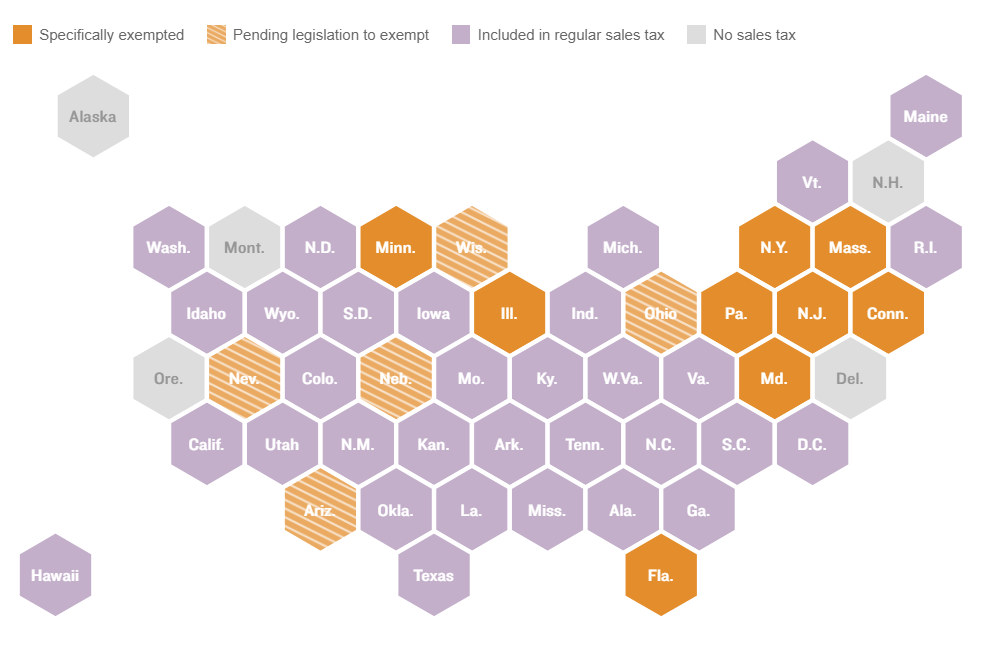 Specifically exempted Pending legislation to exempt Included in regular sales tax No sales tax
Alaska Maine
Vt. N.H.
Wash. Mont. N.D. Minn. Wis. Mich. N.Y. Mass. R.I.
Idaho Wyo. S.D. Iowa Ill. Ind. Ohio Pa. N.J. Conn.
Ore. Nev. Colo. Neb. Mo. Ky. W.Va. Va. Md. Del.
Calif. Utah N.M. Kan. Ark. Tenn. N.C. S.C. D.C.
Ariz. Okla. La. Miss. Ala. Ga.
Hawaii Texas Fla.